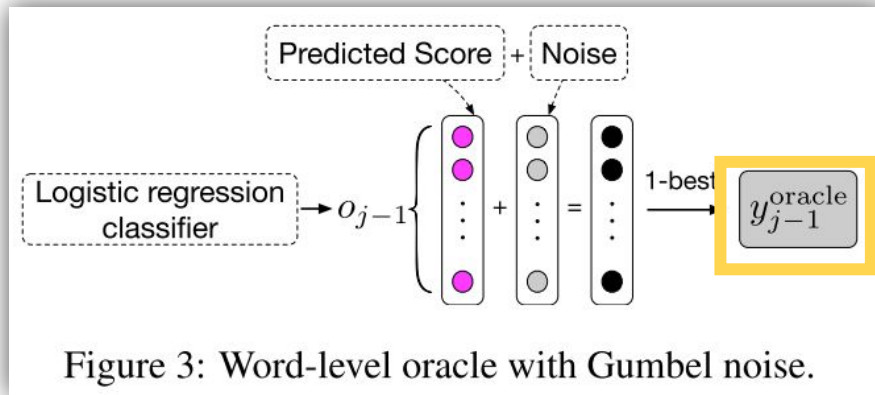 Predicted Score + Noise
Logistic regression
classifier
o_{j-1}
+
=
1-best
y_{j-1}^{oracle}
Figure 3: Word-level oracle with Gumbel noise.